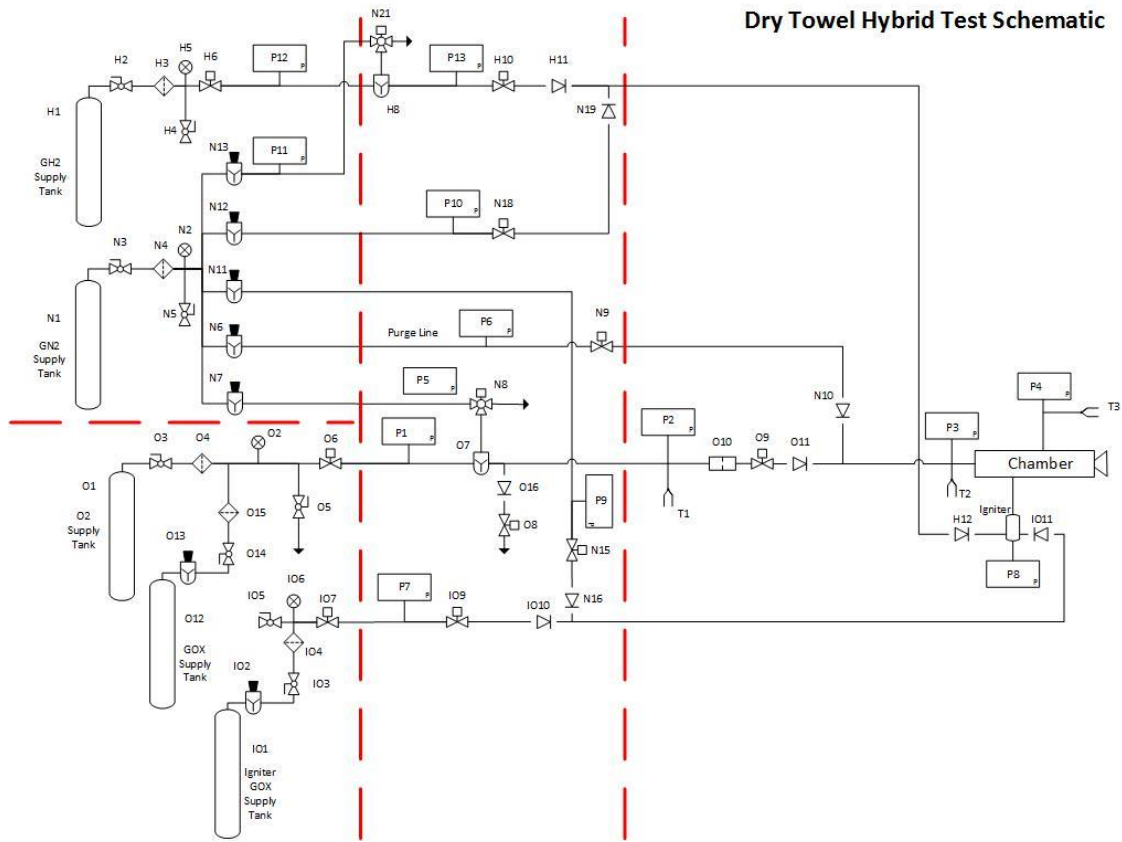 Dry Towel Hybrid Test Schematic
N21
H5
H2
H3
H6
P12
P
P13
P
H10
H11
H1
H4
H8
N19
GH2
Supply
Tank
N13
P11
P
N12
P10
P
N18
N2
N3
N4
N11
N5
N1
GN2
Supply
Tank
N6
Purge Line
P6
P
N9
N7
P5
P
N8
N10
P4
P
T3
O3
O4
O2
O6
P1
P
O7
P2
P
O10
O9
O11
P3
P
Chamber
O1
O2
Supply
Tank
O15
O5
O16
P9
P
T1
T2
Igniter
H12
IO11
O13
O14
O8
N15
P8
P
IO6
IO5
IO7
P7
P
IO9
IO10
N16
O12
GOX
Supply
Tank
IO4
IO2
IO3
IO1
Igniter
GOX
Supply
Tank